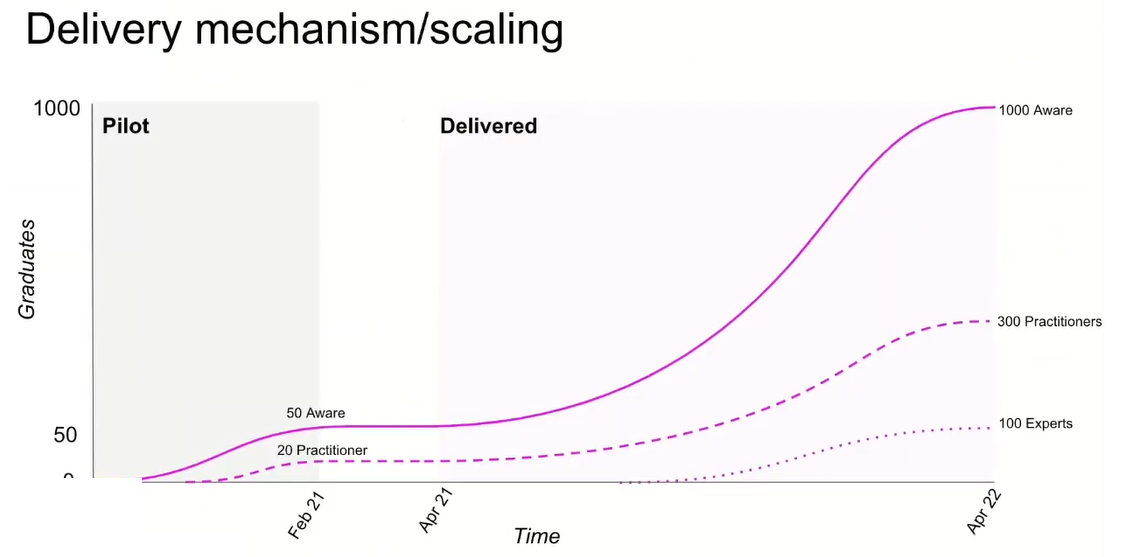 Delivery mechanism/scaling
1000
Pilot
Delivered
1000 Aware
Graduates
300 Practitioners
50 Aware
100 Experts
50
20 Practitioner
0
Feb 21
Apr 21
Apr 22
Time